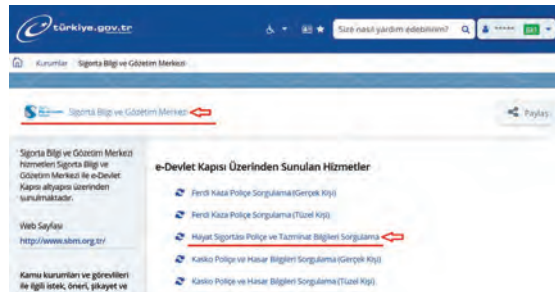 türkiye.gov.tr
Size nasıl yardım edebilirim?
Kurumlar Sigorta Bilgi ve Gözetim Merkezi
Sigorta Bilgi ve Gözetim Merkezi
Paylaş
Sigorta Bilgi ve Gözetim Merkezi
hizmetleri Sigorta Bilgi ve
Gözetim Merkezi ile e-Devlet
Kapısı altyapısı üzerinden
sunulmaktadır.
Web Sayfası
http://www.sbm.org.tr/
Kamu kurumları ve görevlileri
ile ilgili istek, öneri, şikayet ve
e-Devlet Kapısı Üzerinden Sunulan Hizmetler
Ferdi Kaza Poliçe Sorgulama (Gerçek Kişi)
Ferdi Kaza Poliçe Sorgulama (Tüzel Kişi)
Hayat Sigortası Poliçe ve Tazminat Bilgileri Sorgulama
Kasko Poliçe ve Hasar Bilgileri Sorgulama (Gerçek Kişi)
Kasko Poliçe ve Hasar Bilgileri Sorgulama (Tüzel Kişi)